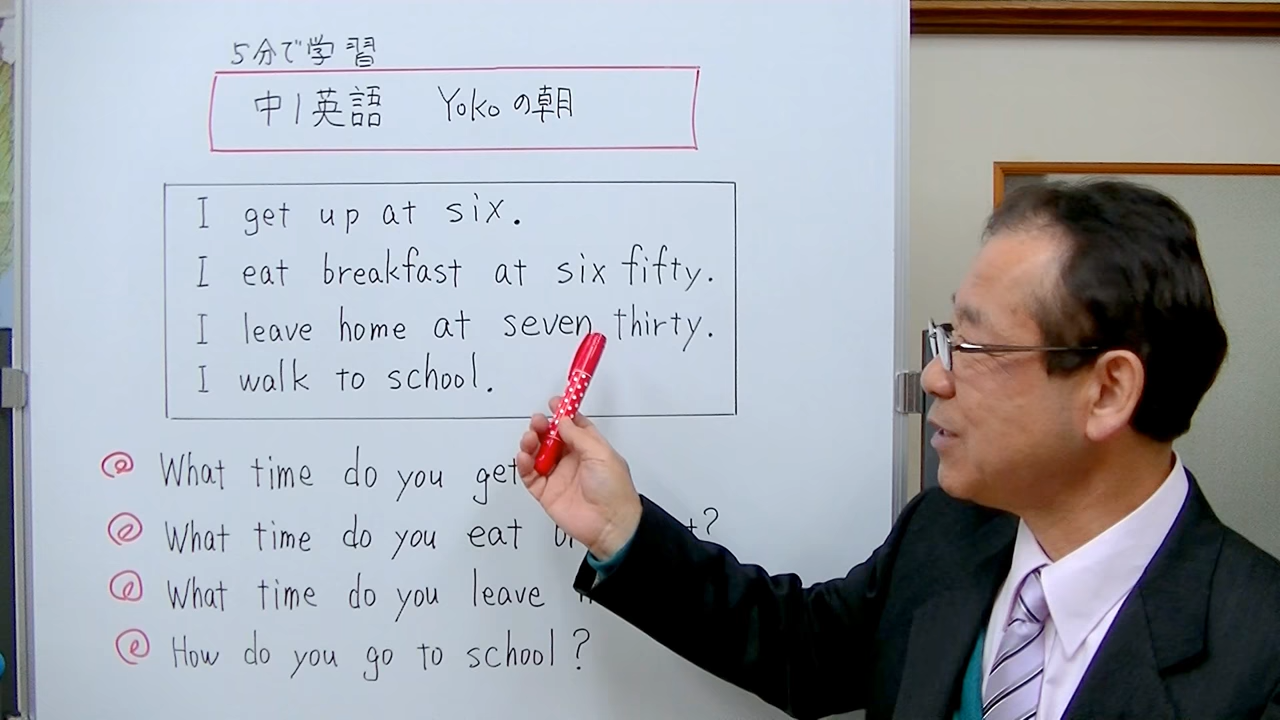 5分で学習
中1英語 Yokoの朝
I get up at six.
I eat breakfast at six fifty.
I leave home at seven thirty.
I walk to school.
@ What time do you get
@ What time do you eat
@ What time do you leave
@ How do you go to school?